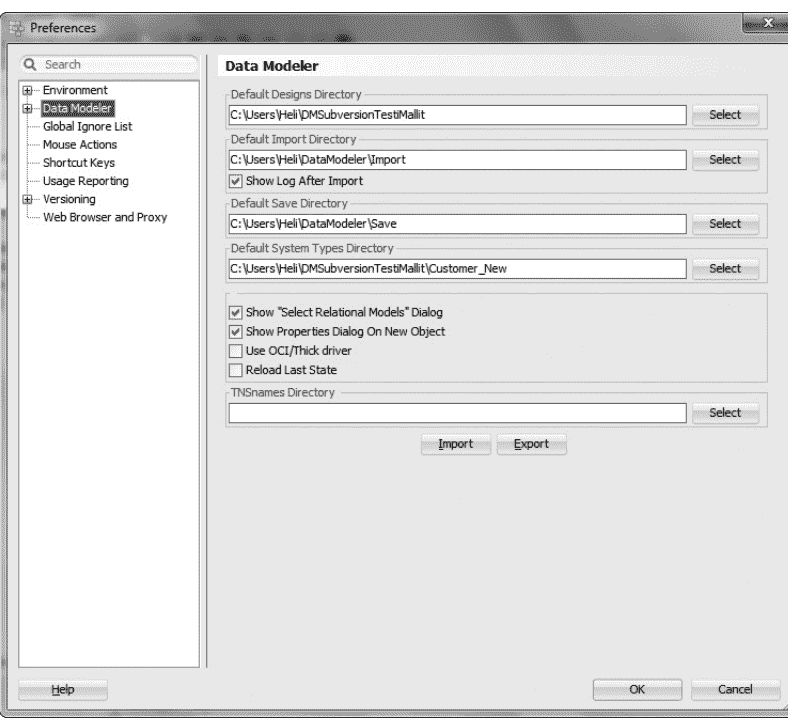 Preferences
Search
Environment
Data Modeler
Global Ignore List
Mouse Actions
Shortcut Keys
Usage Reporting
Versioning
Web Browser and Proxy
Data Modeler
Default Designs Directory
C:\Users\Heli\DMSubversionTestiMallit
Select
Default Import Directory
C:\Users\Heli\DataModeler\Import
Select
Show Log After Import
Default Save Directory
C:\Users\Heli\DataModeler\Save
Select
Default System Types Directory
C:\Users\Heli\DMSubversionTestiMallit\Customer_New
Select
Show "Select Relational Models" Dialog
Show Properties Dialog On New Object
Use OCI/Thick driver
Reload Last State
TNSnames Directory
Select
Import Export
Help OK Cancel